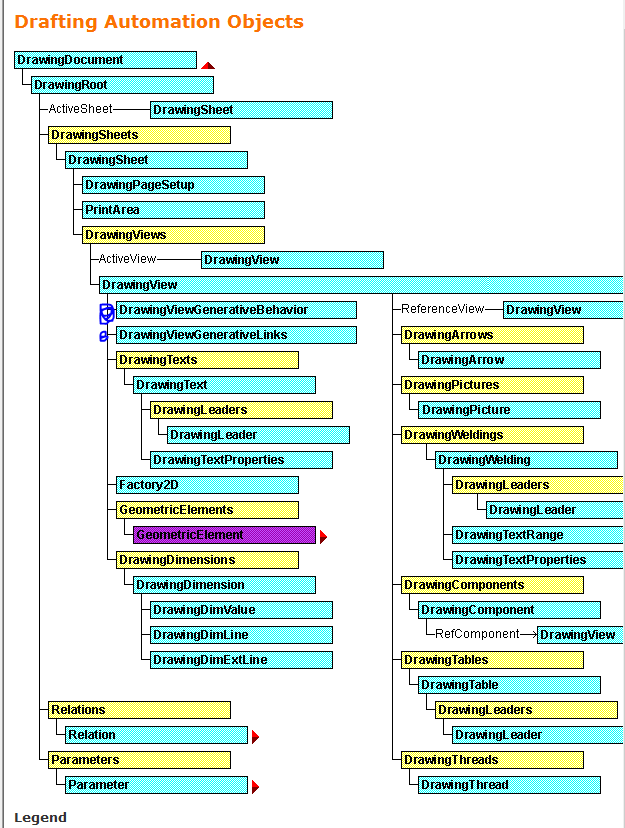 Drafting Automation Objects
DrawingDocument
DrawingRoot
ActiveSheet DrawingSheet
DrawingSheets
DrawingSheet
DrawingPageSetup
PrintArea
DrawingViews
ActiveView DrawingView
DrawingView
DrawingViewGenerativeBehavior
DrawingViewGenerativeLinks
DrawingTexts
DrawingText
DrawingLeaders
DrawingLeader
DrawingTextProperties
Factory2D
GeometricElements
GeometricElement
DrawingDimensions
DrawingDimension
DrawingDimValue
DrawingDimLine
DrawingDimExtLine
ReferenceView DrawingView
DrawingArrows
DrawingArrow
DrawingPictures
DrawingPicture
DrawingWeldings
DrawingWelding
DrawingLeaders
DrawingLeader
DrawingTextRange
DrawingTextProperties
DrawingComponents
DrawingComponent
RefComponent DrawingView
DrawingTables
DrawingTable
DrawingLeaders
DrawingLeader
DrawingThreads
DrawingThread
Relations
Relation
Parameters
Parameter
Legend